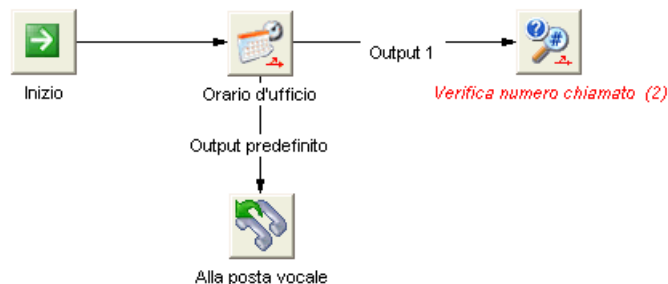 Output 1
Inizio
Orario d'ufficio
Verifica numero chiamato (2)
Output predefinito
Alla posta vocale